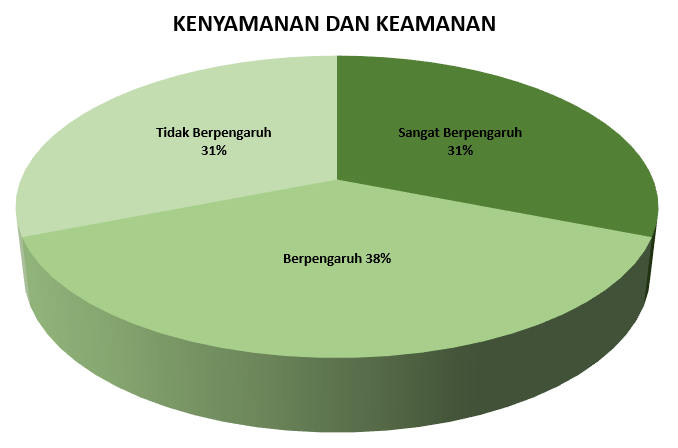 KENYAMANAN DAN KEAMANAN
Tidak Berpengaruh
31%
Sangat Berpengaruh
31%
Berpengaruh 38%